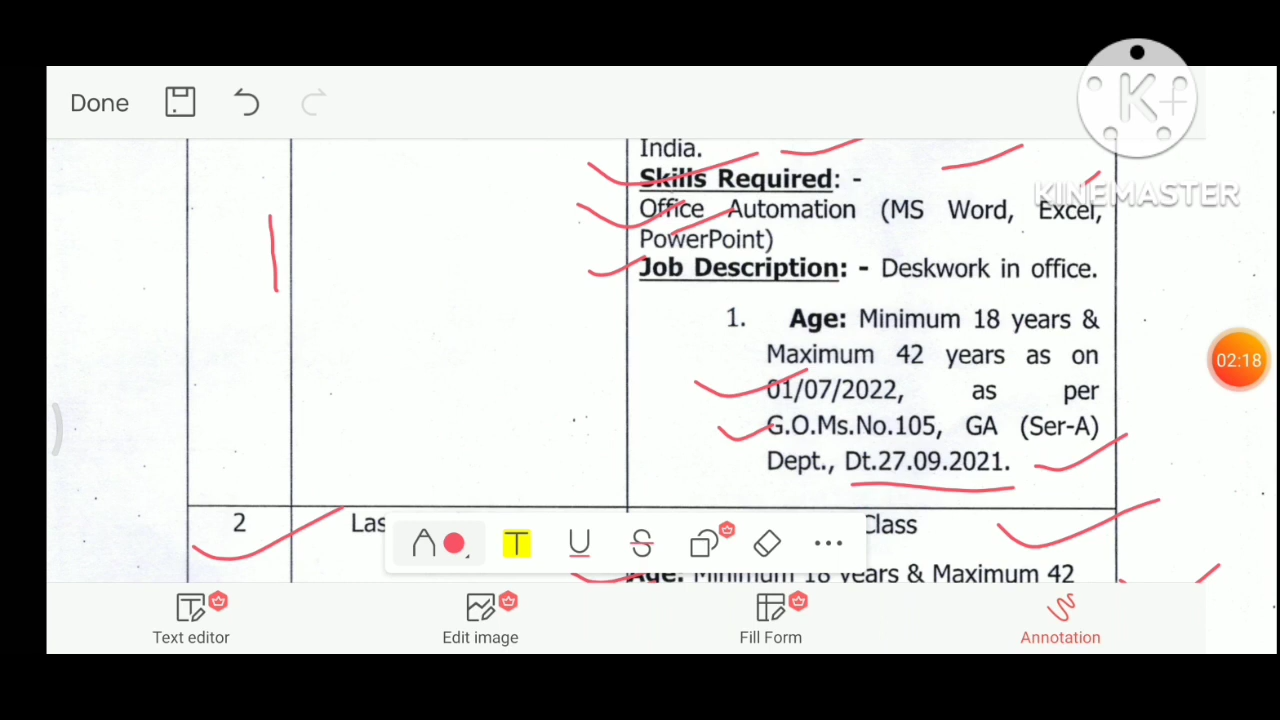 Done
India.
Skills Required: -
KINEMASTER
Office Automation (MS Word, Excel,
PowerPoint)
Job Description: - Deskwork in office.
1. Age: Minimum 18 years &
Maximum 42 years as on
02:18
01/07/2022, as per
G.O.Ms.No.105, GA (Ser-A)
Dept., Dt.27.09.2021.
2 Las Class
Age: Minimum 18 years & Maximum 42
Text editor Edit image Fill Form Annotation